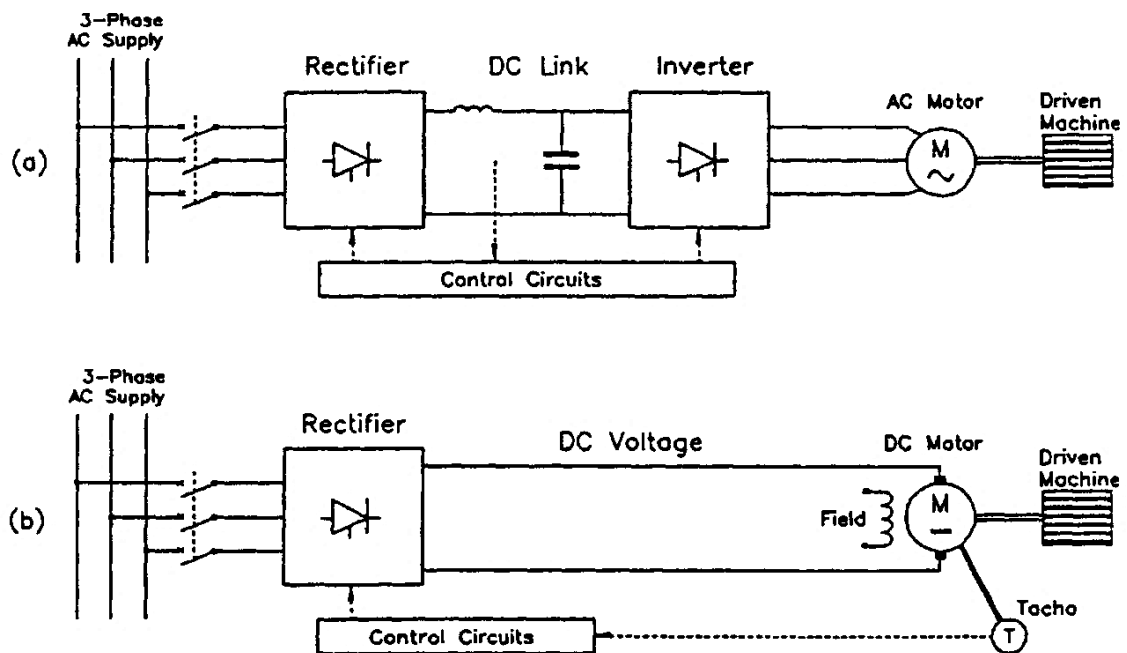 3-Phase
AC Supply
Rectifier
DC Link
Inverter
AC Motor
Driven
Machine
(a)
M
~
Control Circuits
3-Phase
AC Supply
Rectifier
DC Voltage
DC Motor
Driven
Machine
(b)
Field
M
Tacho
T
Control Circuits